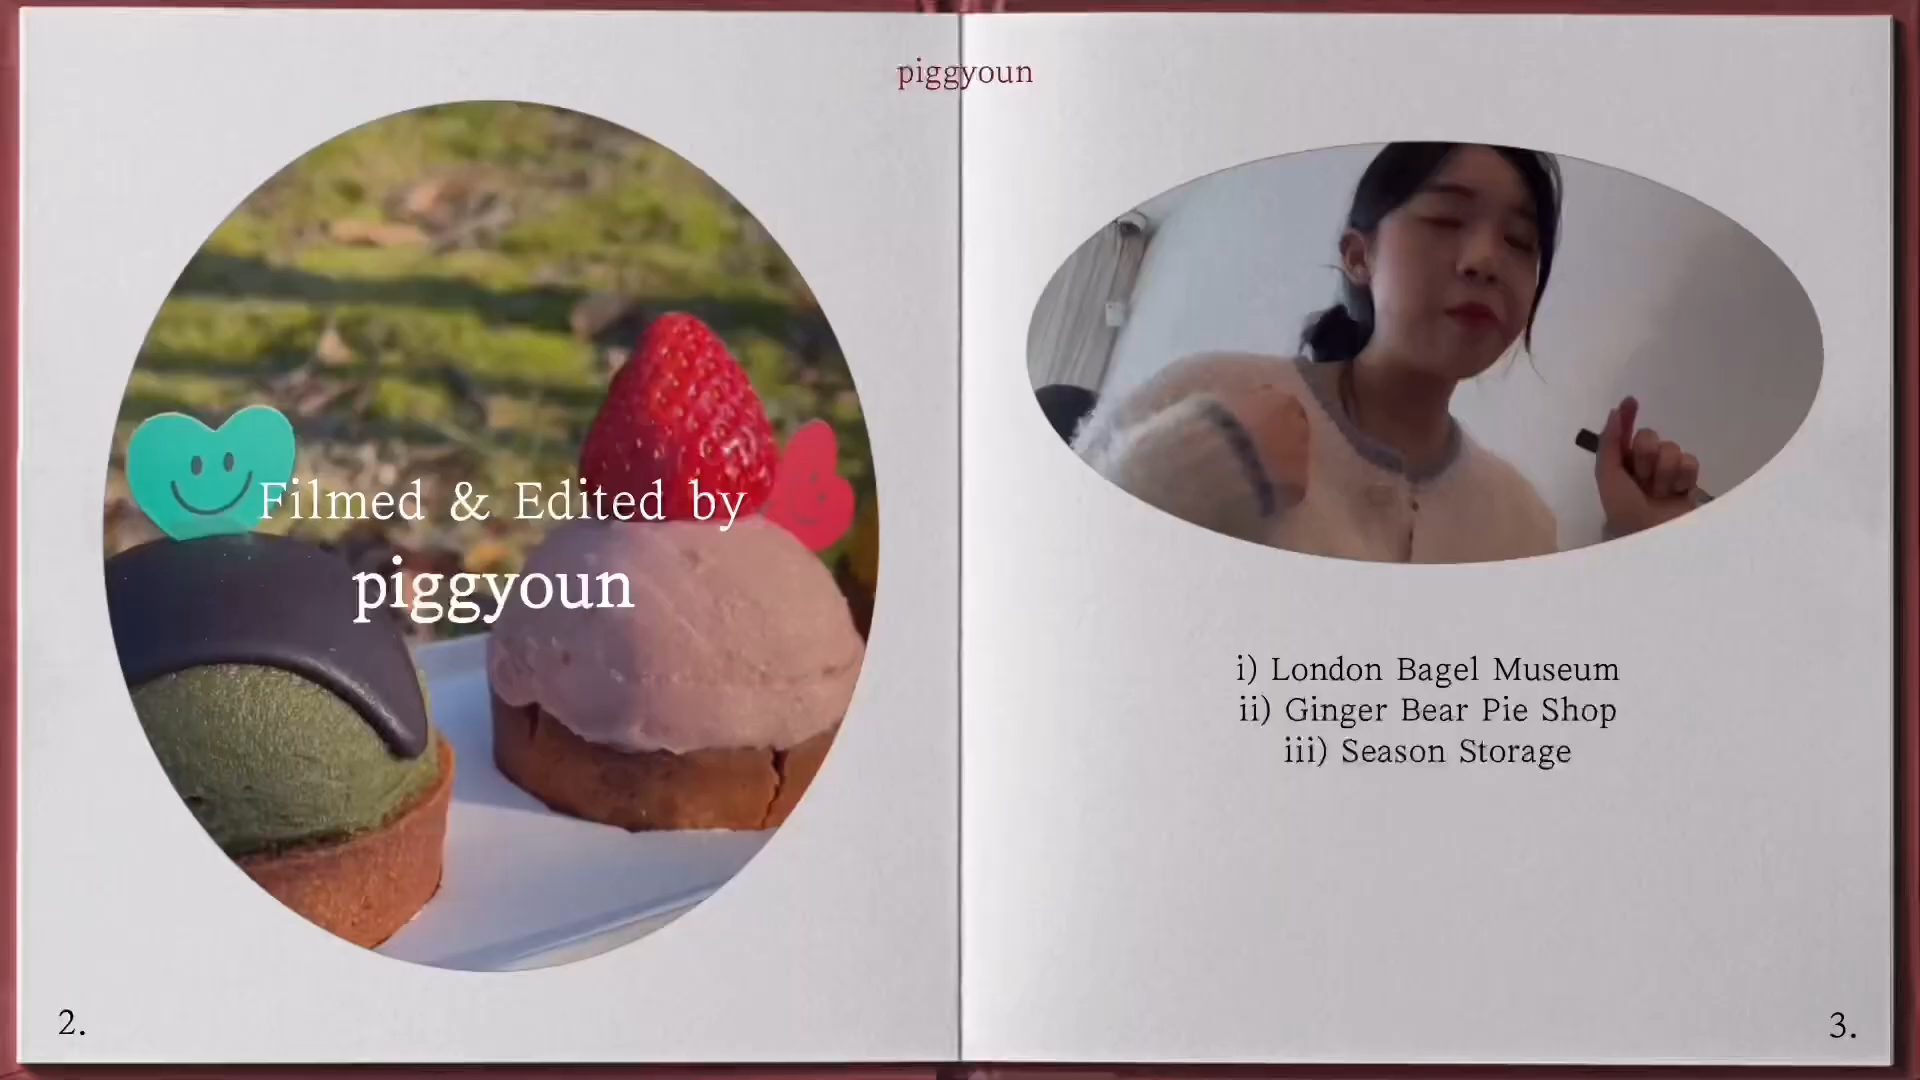 piggyoun
Filmed & Edited by
piggyoun
i) London Bagel Museum
ii) Ginger Bear Pie Shop
iii) Season Storage
2.
3.